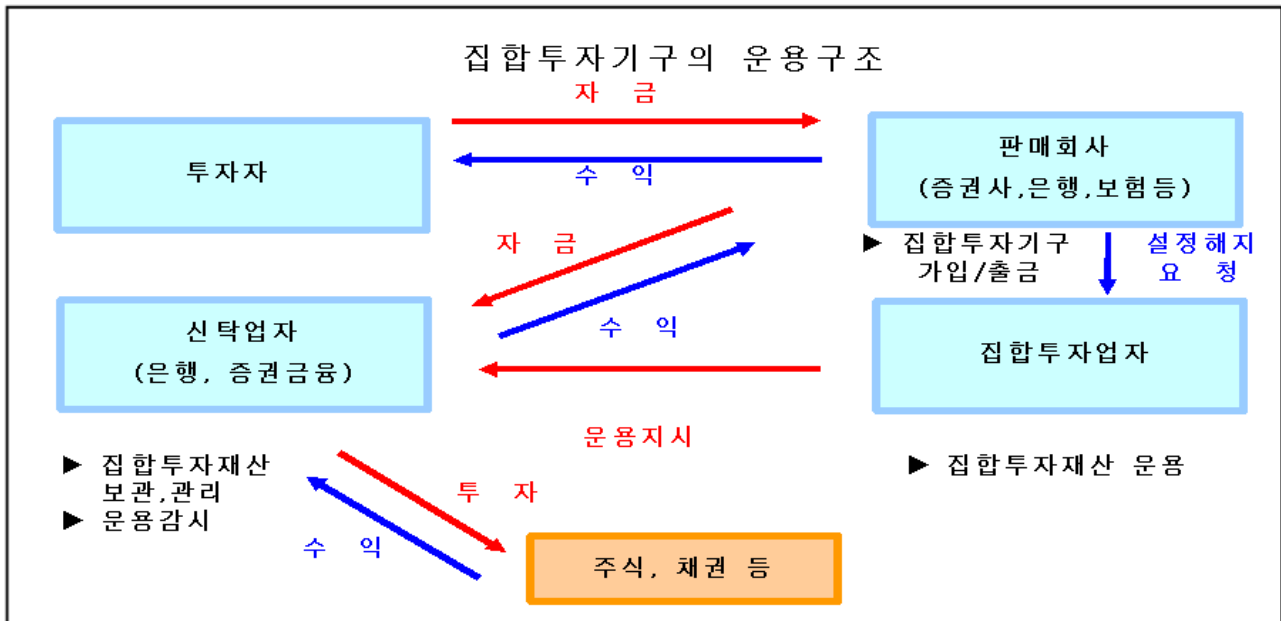 집합투자기구의 운용구조
자 금
투자자
수 익
판매회사
(증권사,은행,보험등)
자 금
▶ 집합투자기구
가입/출금
설정해지
요 청
수 익
신탁업자
(은행, 증권금융)
집합투자업자
운용지시
▶ 집합투자재산
보관,관리
▶ 운용감시
▶ 집합투자재산 운용
투 자
수 익
주식, 채권 등